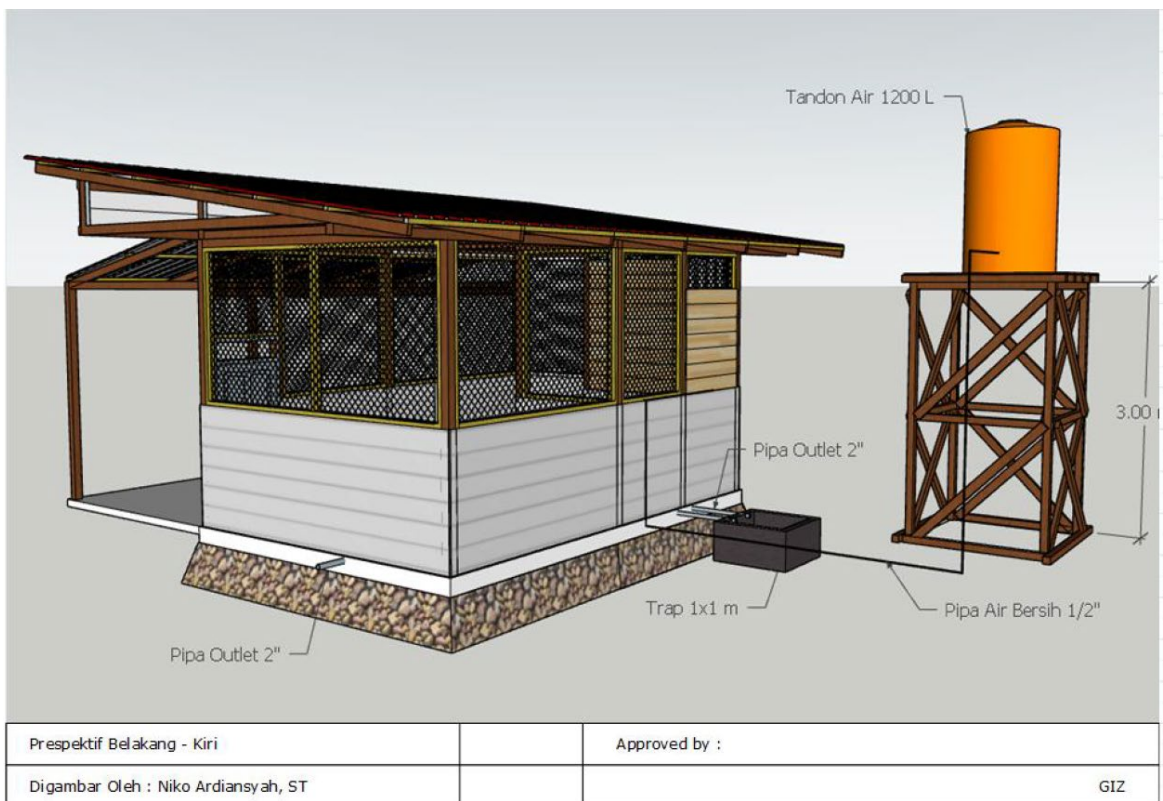 Tandon Air 1200 L
3.00
Pipa Outlet 2"
Trap 1x1 m
Pipa Air Bersih 1/2"
Pipa Outlet 2"
Prespektif Belakang - Kiri
Approved by :
Digambar Oleh : Niko Ardiansyah, ST
GIZ